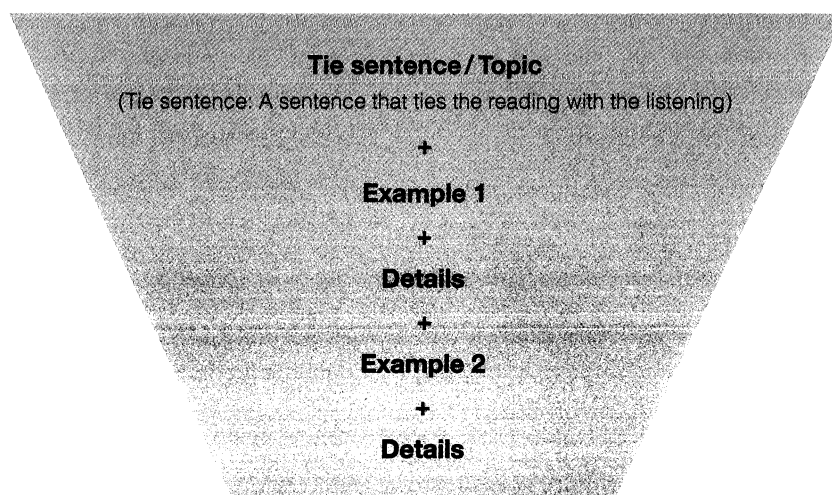 Tie sentence/Topic
(Tie sentence: A sentence that ties the reading with the listening)
+
Example 1
+
Details
+
Example 2
+
Details